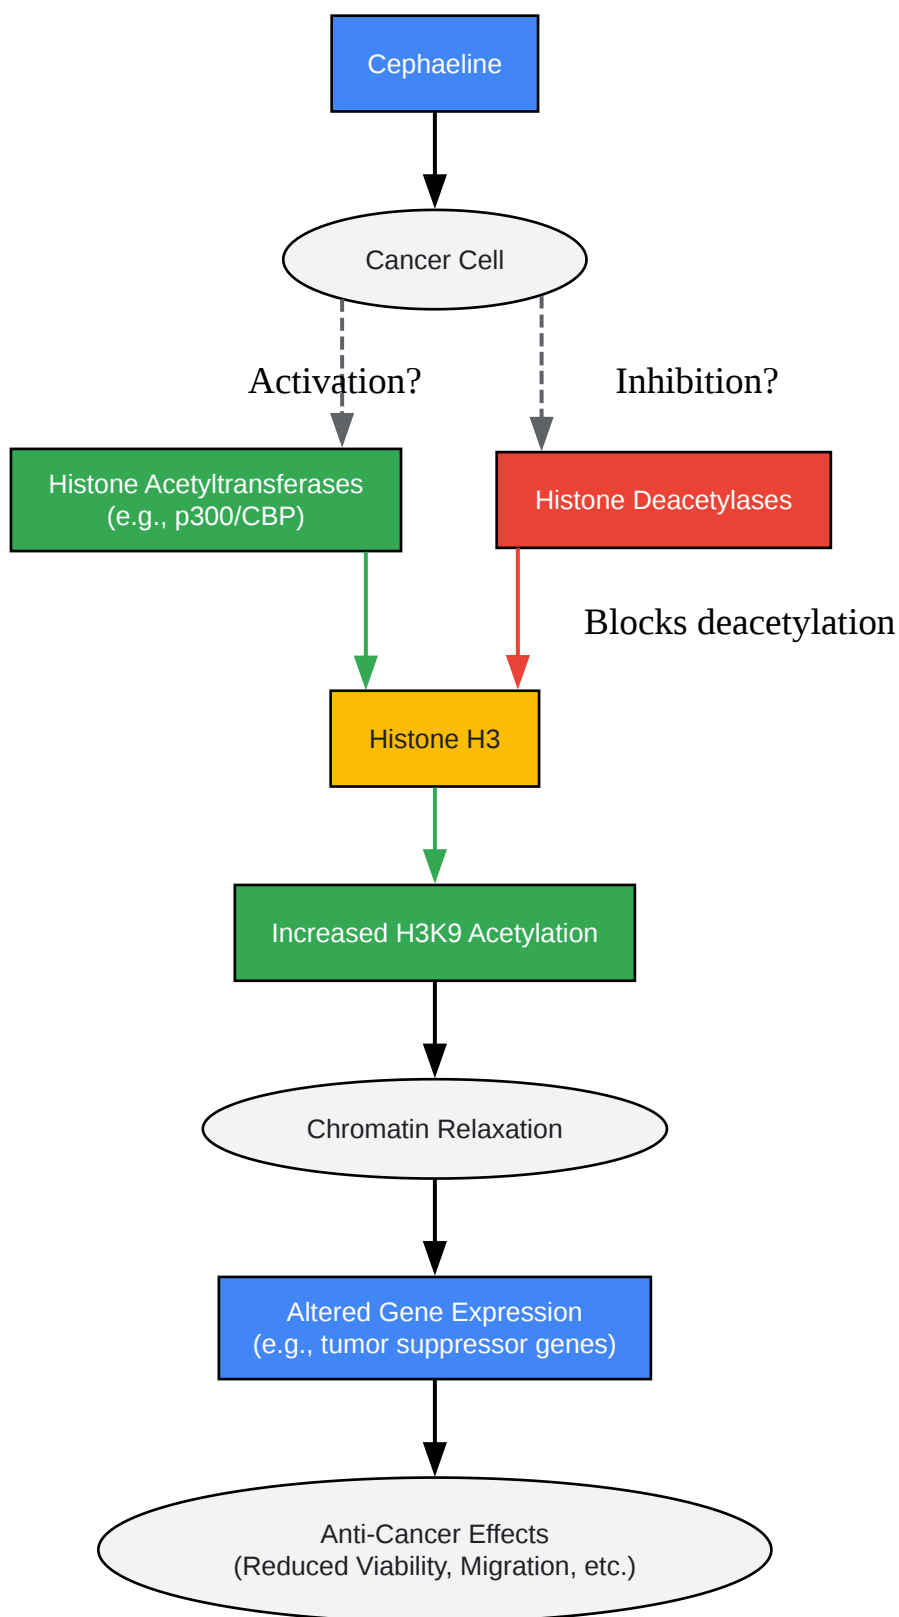 Cephaeline
Cancer Cell
Activation?
Inhibition?
Histone Acetyltransferases
(e.g., p300/CBP)
Histone Deacetylases
Blocks deacetylation
Histone H3
Increased H3K9 Acetylation
Chromatin Relaxation
Altered Gene Expression
(e.g., tumor suppressor genes)
Anti-Cancer Effects
(Reduced Viability, Migration, etc.)